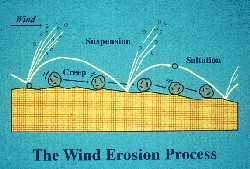 Wind
Suspension
Saltation
Creep
The Wind Erosion Process